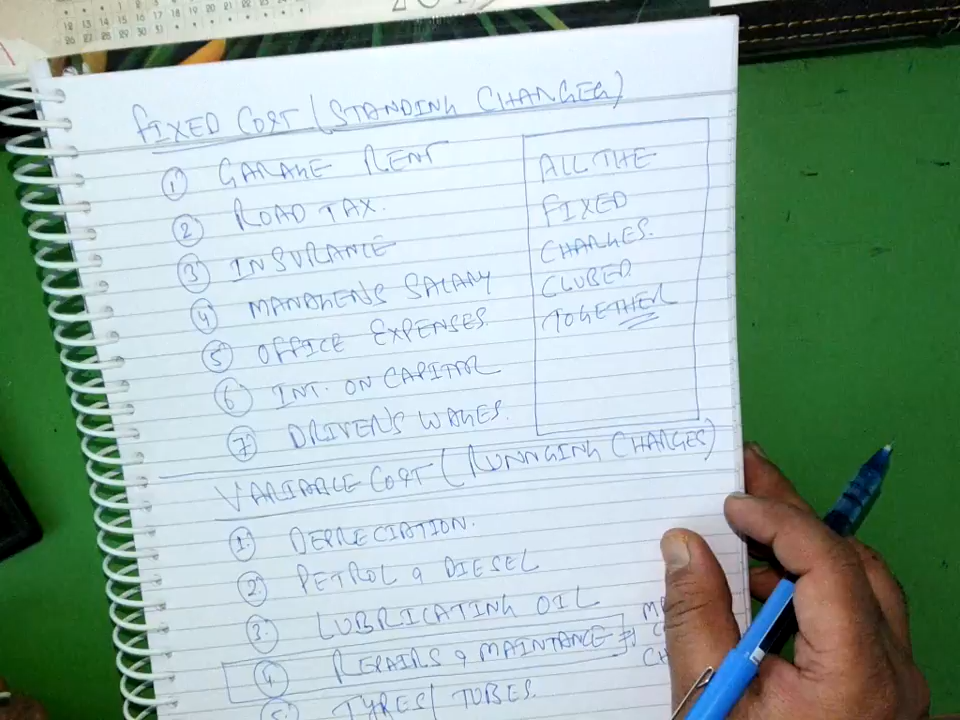 FIXED COST (STANDING CHARGES)
① GARAGE RENT
② ROAD TAX.
③ INSURANCE
④ MANAGER'S SALARY
⑤ OFFICE EXPENSES.
⑥ INT. ON CAPITAL
⑦ DRIVER'S WAGES.
ALL THE
FIXED
CHARGES.
CLUBED
TOGETHER
VARIABLE COST (RUNNGING CHARGES)
①. DEPRECIATION.
②. PETROL & DIESEL
③. LUBRICATING OIL
④ REPAIRS & MAINTANCE
⑤. TYRES/ TUBES.